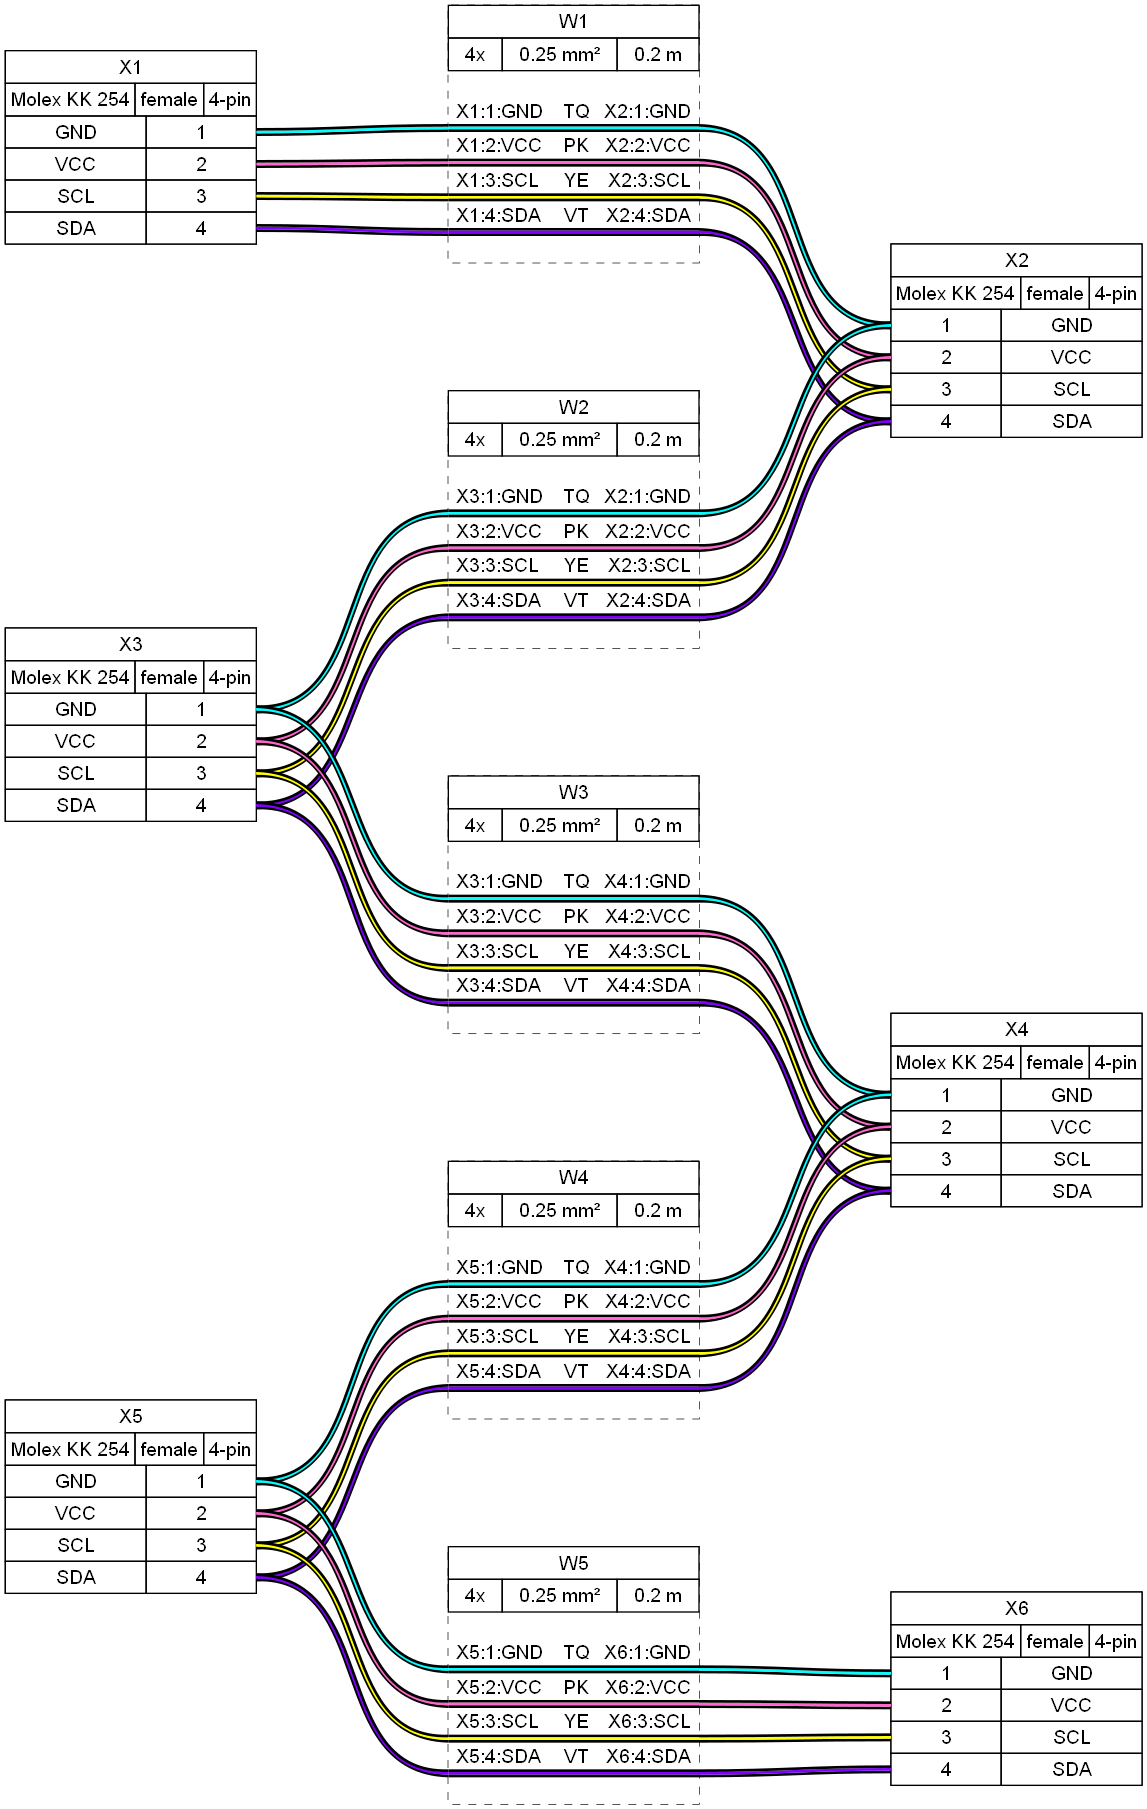 W1
4x 0.25 mm² 0.2 m
X1
Molex KK 254 female 4-pin
GND 1
VCC 2
SCL 3
SDA 4
X1:1:GND TQ X2:1:GND
X1:2:VCC PK X2:2:VCC
X1:3:SCL YE X2:3:SCL
X1:4:SDA VT X2:4:SDA
X2
Molex KK 254 female 4-pin
1 GND
2 VCC
3 SCL
4 SDA
W2
4x 0.25 mm² 0.2 m
X3:1:GND TQ X2:1:GND
X3:2:VCC PK X2:2:VCC
X3:3:SCL YE X2:3:SCL
X3:4:SDA VT X2:4:SDA
X3
Molex KK 254 female 4-pin
GND 1
VCC 2
SCL 3
SDA 4
W3
4x 0.25 mm² 0.2 m
X3:1:GND TQ X4:1:GND
X3:2:VCC PK X4:2:VCC
X3:3:SCL YE X4:3:SCL
X3:4:SDA VT X4:4:SDA
X4
Molex KK 254 female 4-pin
1 GND
2 VCC
3 SCL
4 SDA
W4
4x 0.25 mm² 0.2 m
X5:1:GND TQ X4:1:GND
X5:2:VCC PK X4:2:VCC
X5:3:SCL YE X4:3:SCL
X5:4:SDA VT X4:4:SDA
X5
Molex KK 254 female 4-pin
GND 1
VCC 2
SCL 3
SDA 4
W5
4x 0.25 mm² 0.2 m
X5:1:GND TQ X6:1:GND
X5:2:VCC PK X6:2:VCC
X5:3:SCL YE X6:3:SCL
X5:4:SDA VT X6:4:SDA
X6
Molex KK 254 female 4-pin
1 GND
2 VCC
3 SCL
4 SDA